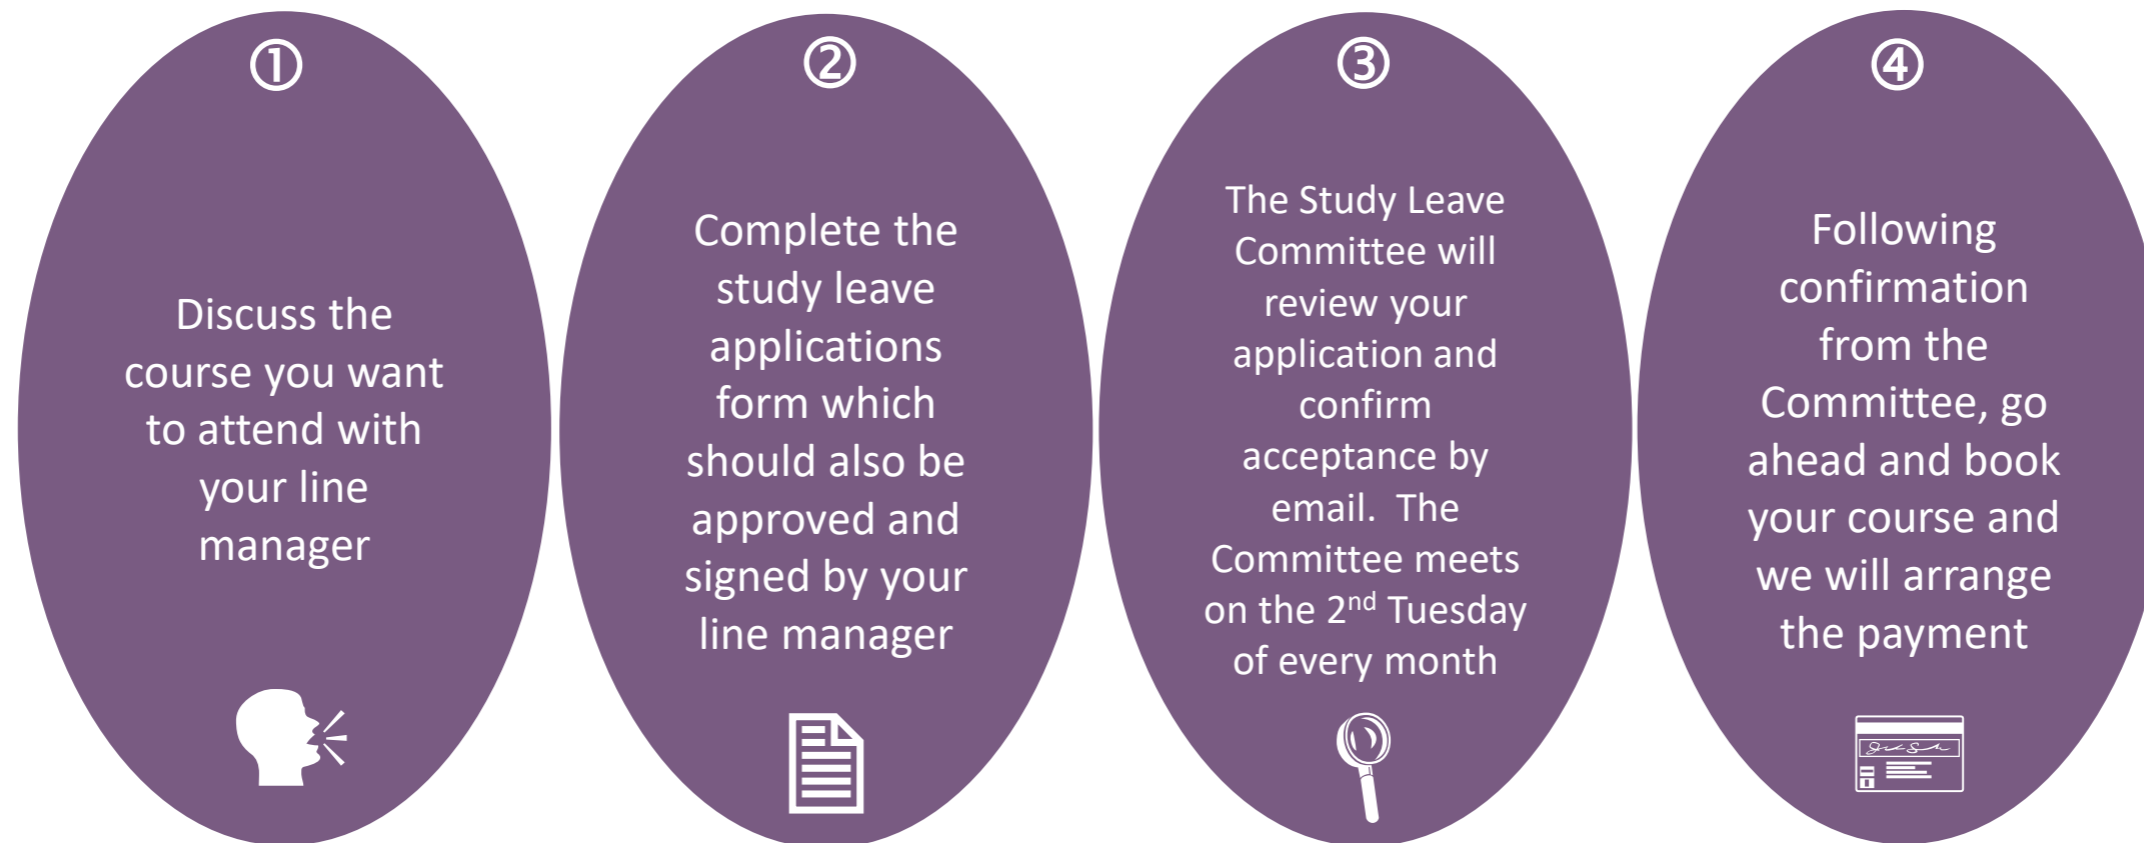 ①
Discuss the
course you want
to attend with
your line
manager
②
Complete the
study leave
applications
form which
should also be
approved and
signed by your
line manager
③
The Study Leave
Committee will
review your
application and
confirm
acceptance by
email.  The
Committee meets
on the 2nd Tuesday
of every month
④
Following
confirmation
from the
Committee, go
ahead and book
your course and
we will arrange
the payment